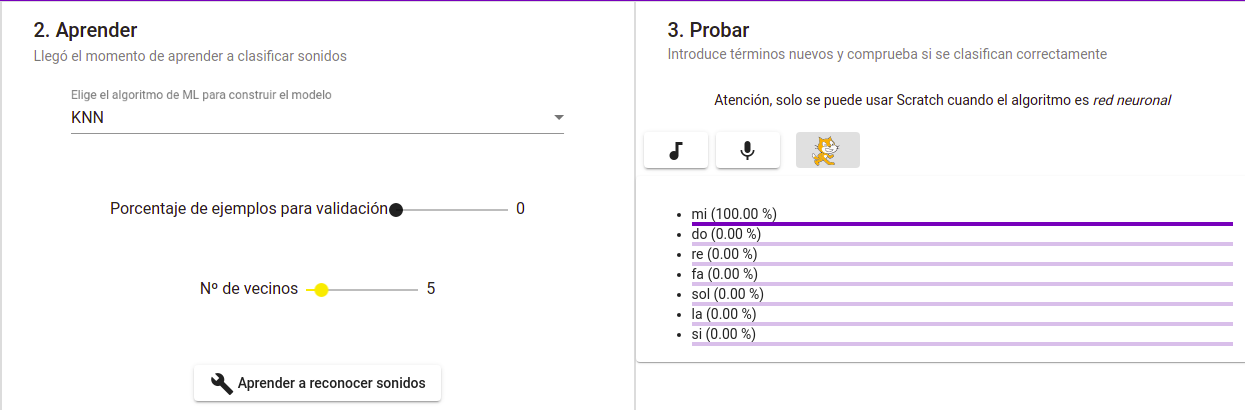 2. Aprender
Llegó el momento de aprender a clasificar sonidos
Elige el algoritmo de ML para construir el modelo
KNN
Porcentaje de ejemplos para validación 0
Nº de vecinos 5
Aprender a reconocer sonidos
3. Probar
Introduce términos nuevos y comprueba si se clasifican correctamente
Atención, solo se puede usar Scratch cuando el algoritmo es red neuronal
mi (100.00 %)
do (0.00 %)
re (0.00 %)
fa (0.00 %)
sol (0.00 %)
la (0.00 %)
si (0.00 %)